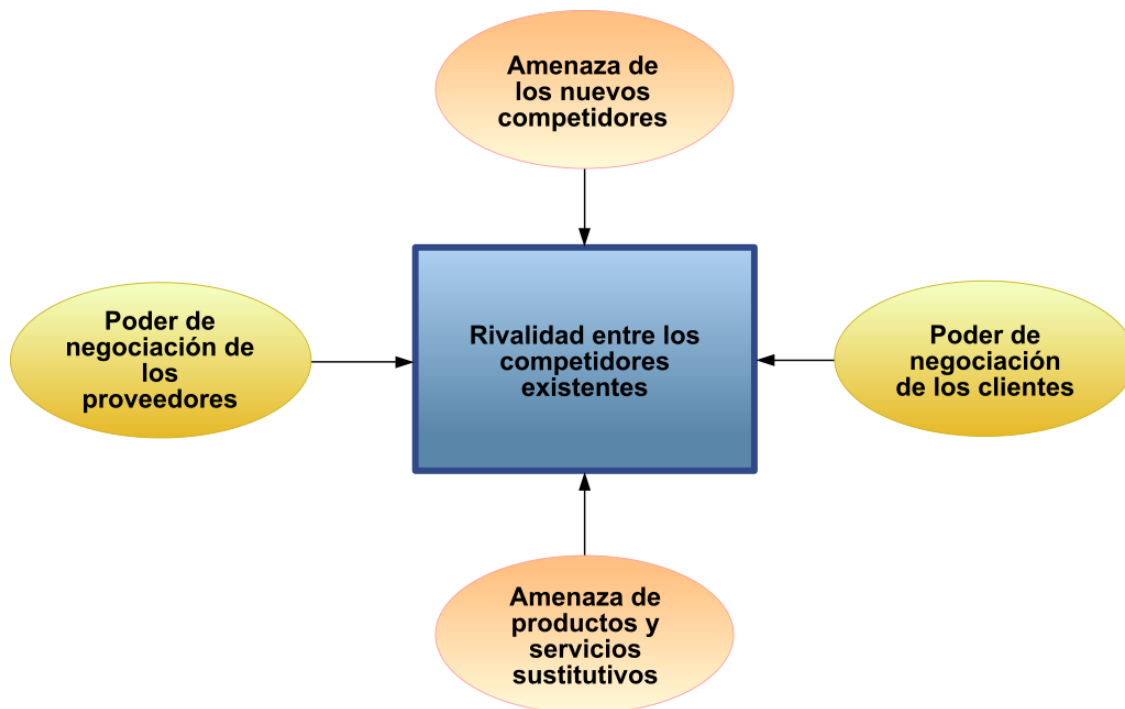 Amenaza de
los nuevos
competidores
Poder de
negociación de
los
proveedores
Rivalidad entre los
competidores
existentes
Poder de
negociación
de los clientes
Amenaza de
productos y
servicios
sustitutivos